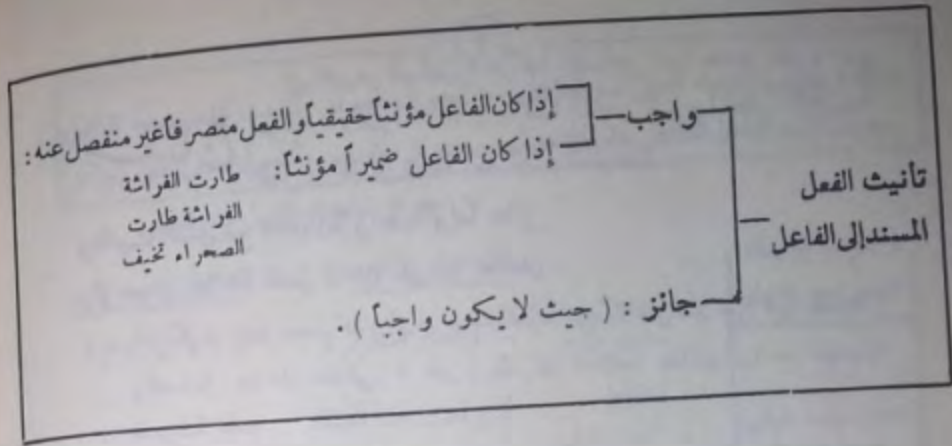 تأنيث الفعل
المسند إلى الفاعل
واجب
إذا كان الفاعل مؤنثاً حقيقياً والفعل متصرفاً غير منفصل عنه :
إذا كان الفاعل ضميراً مؤنثاً :
طارت الفراشة
الفراشة طارت
الصحراء تخيف
جائز : ( حيث لا يكون واجباً ) .